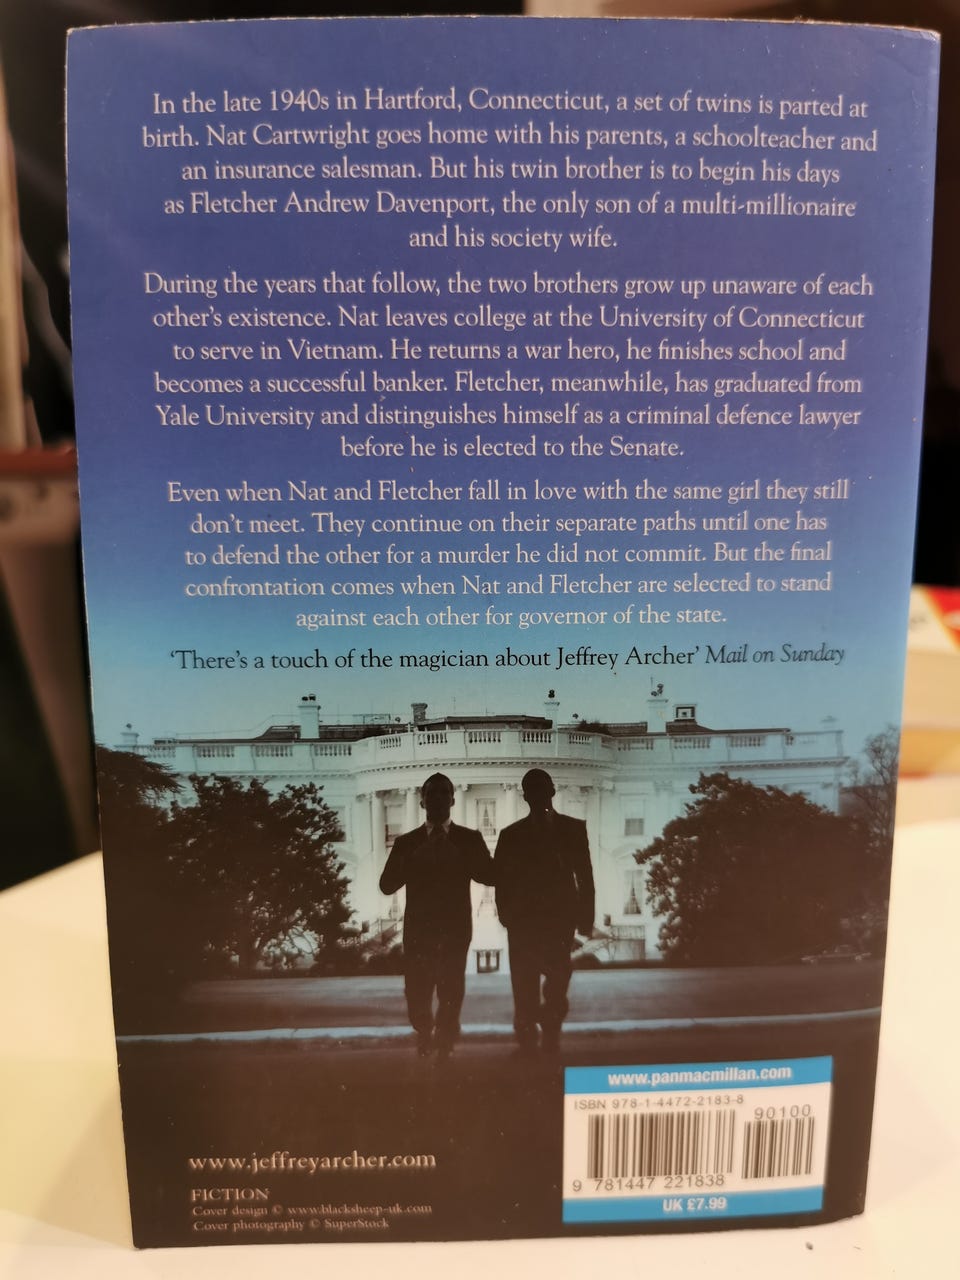 In the late 1940s in Hartford, Connecticut, a set of twins is parted at
birth. Nat Cartwright goes home with his parents, a schoolteacher and
an insurance salesman. But his twin brother is to begin his days
as Fletcher Andrew Davenport, the only son of a multi-millionaire
and his society wife.
During the years that follow, the two brothers grow up unaware of each
other's existence. Nat leaves college at the University of Connecticut
to serve in Vietnam. He returns a war hero, he finishes school and
becomes a successful banker. Fletcher, meanwhile, has graduated from
Yale University and distinguishes himself as a criminal defence lawyer
before he is elected to the Senate.
Even when Nat and Fletcher fall in love with the same girl they still
don't meet. They continue on their separate paths until one has
to defend the other for a murder he did not commit. But the final
confrontation comes when Nat and Fletcher are selected to stand
against each other for governor of the state.
'There's a touch of the magician about Jeffrey Archer' Mail on Sunday
www.panmacmillan.com
ISBN 978-1-4472-2183-8
90100
9 781447 221838
UK £7.99
www.jeffreyarcher.com
FICTION
Cover design © www.blacksheep-uk.com
Cover photography © SuperStock